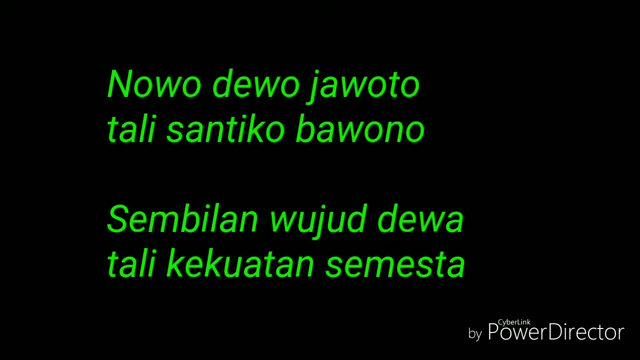 Nowo dewo jawoto
tali santiko bawono
Sembilan wujud dewa
tali kekuatan semesta
CyberLink
by PowerDirector